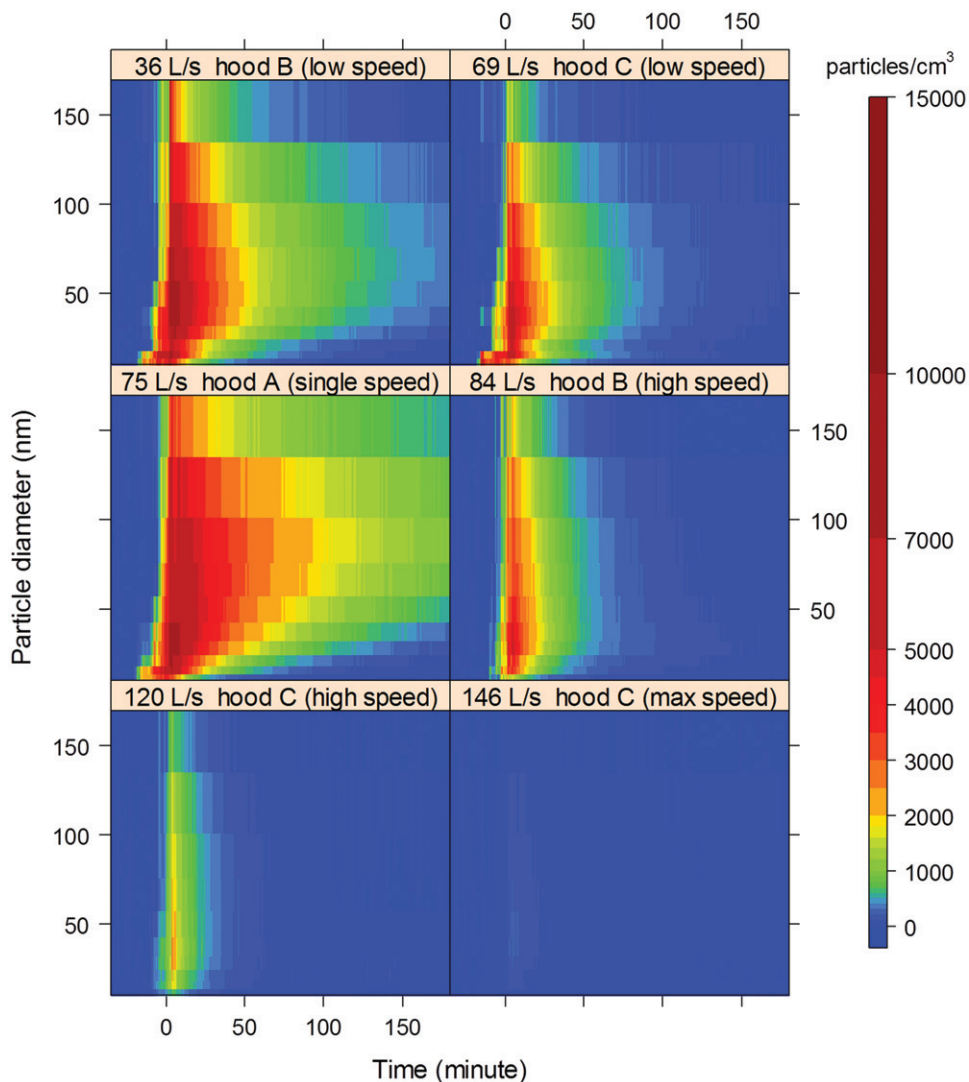 0 50 100 150
36 L/s hood B (low speed)
69 L/s hood C (low speed)
particles/cm³
15000
150
100
50
10000
75 L/s hood A (single speed)
84 L/s hood B (high speed)
Particle diameter (nm)
150
100
50
7000
5000
4000
3000
2000
1000
0
120 L/s hood C (high speed)
146 L/s hood C (max speed)
150
100
50
0 50 100 150
Time (minute)